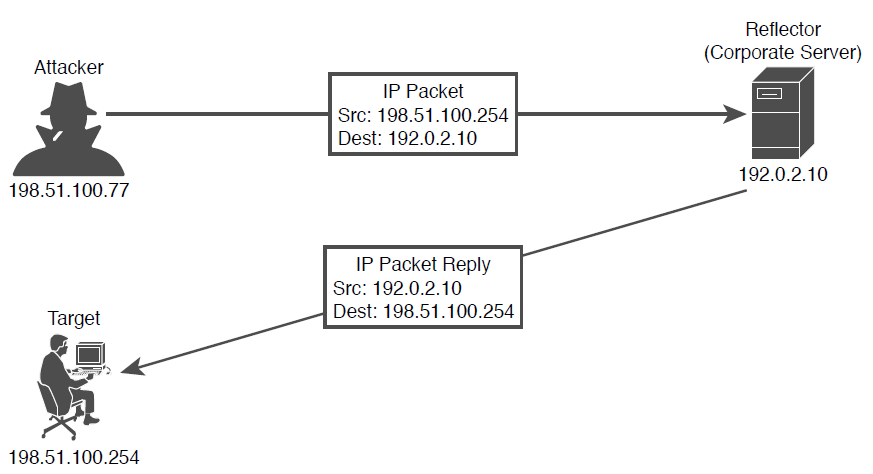 Reflector
(Corporate Server)
Attacker
IP Packet
Src: 198.51.100.254
Dest: 192.0.2.10
198.51.100.77
192.0.2.10
IP Packet Reply
Src: 192.0.2.10
Dest: 198.51.100.254
Target
198.51.100.254